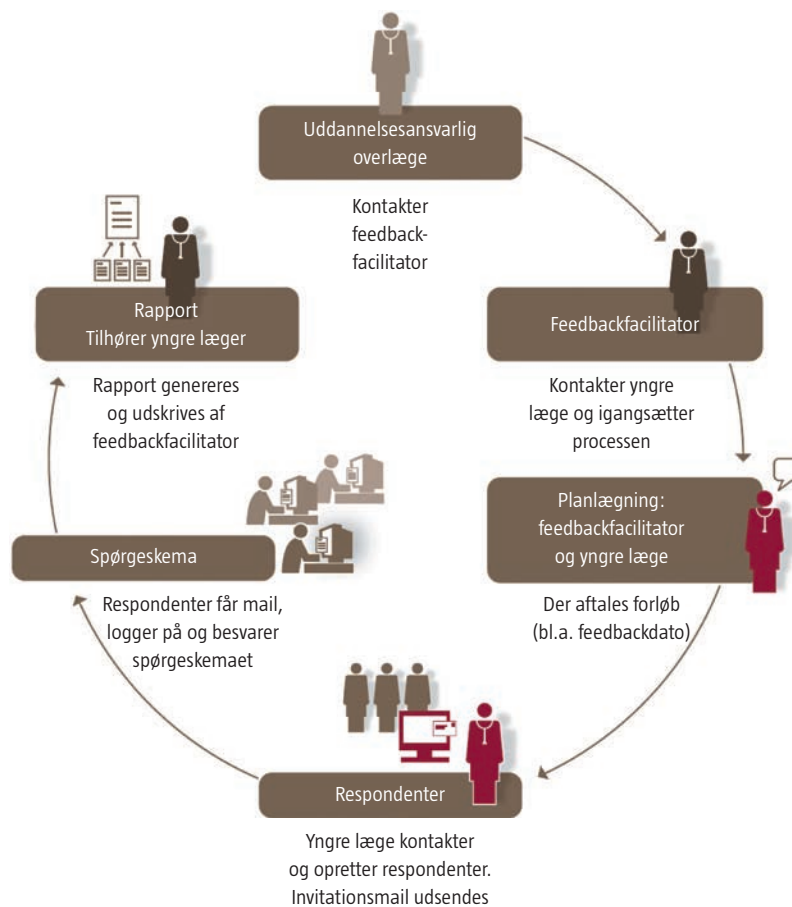 Uddannelsesansvarlig
overlæge
Kontakter
feedback-
facilitator
Feedbackfacilitator
Kontakter yngre
læge og igangsætter
processen
Planlægning:
feedbackfacilitator
og yngre læge
Der aftales forløb
(bl.a. feedbackdato)
Respondenter
Yngre læge kontakter
og opretter respondenter.
Invitationsmail udsendes
Spørgeskema
Respondenter får mail,
logger på og besvarer
spørgeskemaet
Rapport
Tilhører yngre læger
Rapport genereres
og udskrives af
feedbackfacilitator